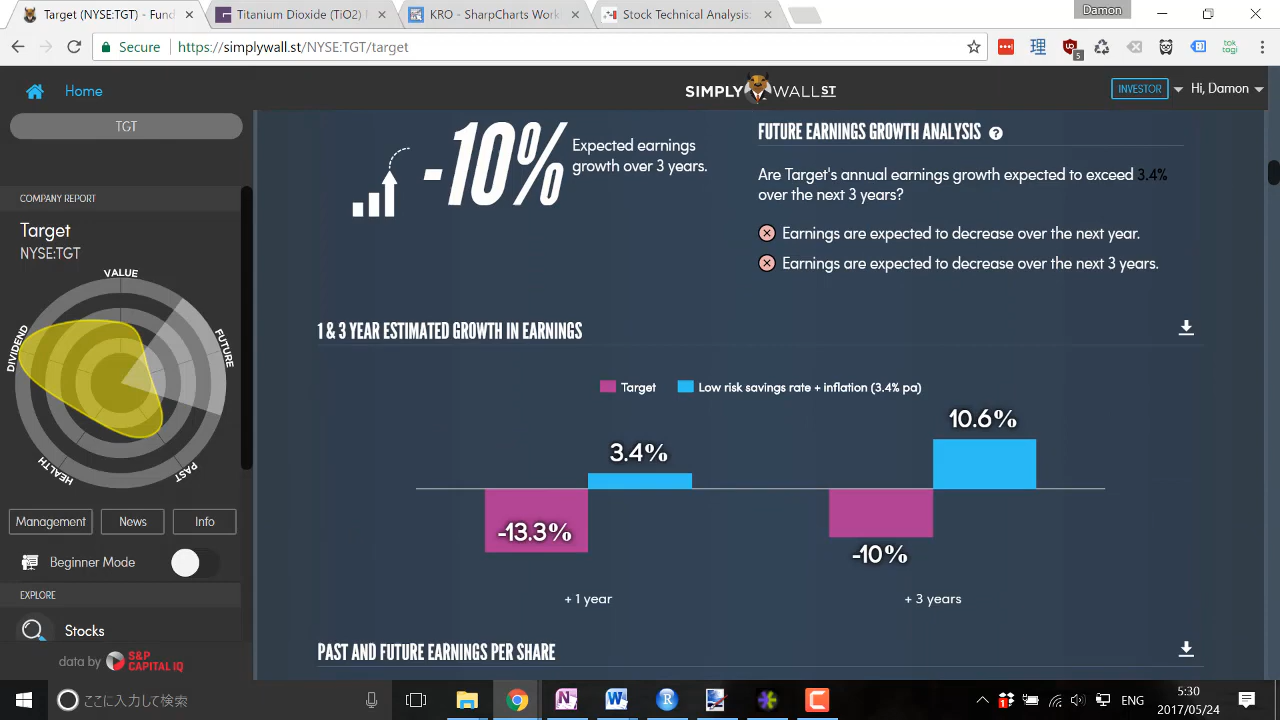 Target (NYSE:TGT) - Fund
Titanium Dioxide (TiO2) F
KRO - SharpCharts Work
Stock Technical Analysis:
Damon
Secure
https://simplywall.st/NYSE:TGT/target
理
5
tok
tagi
Home
SIMPLY WALL ST
INVESTOR
Hi, Damon
TGT
COMPANY REPORT
Target
NYSE:TGT
VALUE
FUTURE
PAST
HEALTH
DIVIDEND
Management
News
Info
Beginner Mode
EXPLORE
Stocks
data by S&P CAPITAL IQ
-10%
Expected earnings
growth over 3 years.
FUTURE EARNINGS GROWTH ANALYSIS ?
Are Target's annual earnings growth expected to exceed 3.4%
over the next 3 years?
Earnings are expected to decrease over the next year.
Earnings are expected to decrease over the next 3 years.
1 & 3 YEAR ESTIMATED GROWTH IN EARNINGS
Target
Low risk savings rate + inflation (3.4% pa)
3.4%
10.6%
-13.3%
-10%
+ 1 year
+ 3 years
PAST AND FUTURE EARNINGS PER SHARE
ここに入力して検索
ENG
5:30
2017/05/24